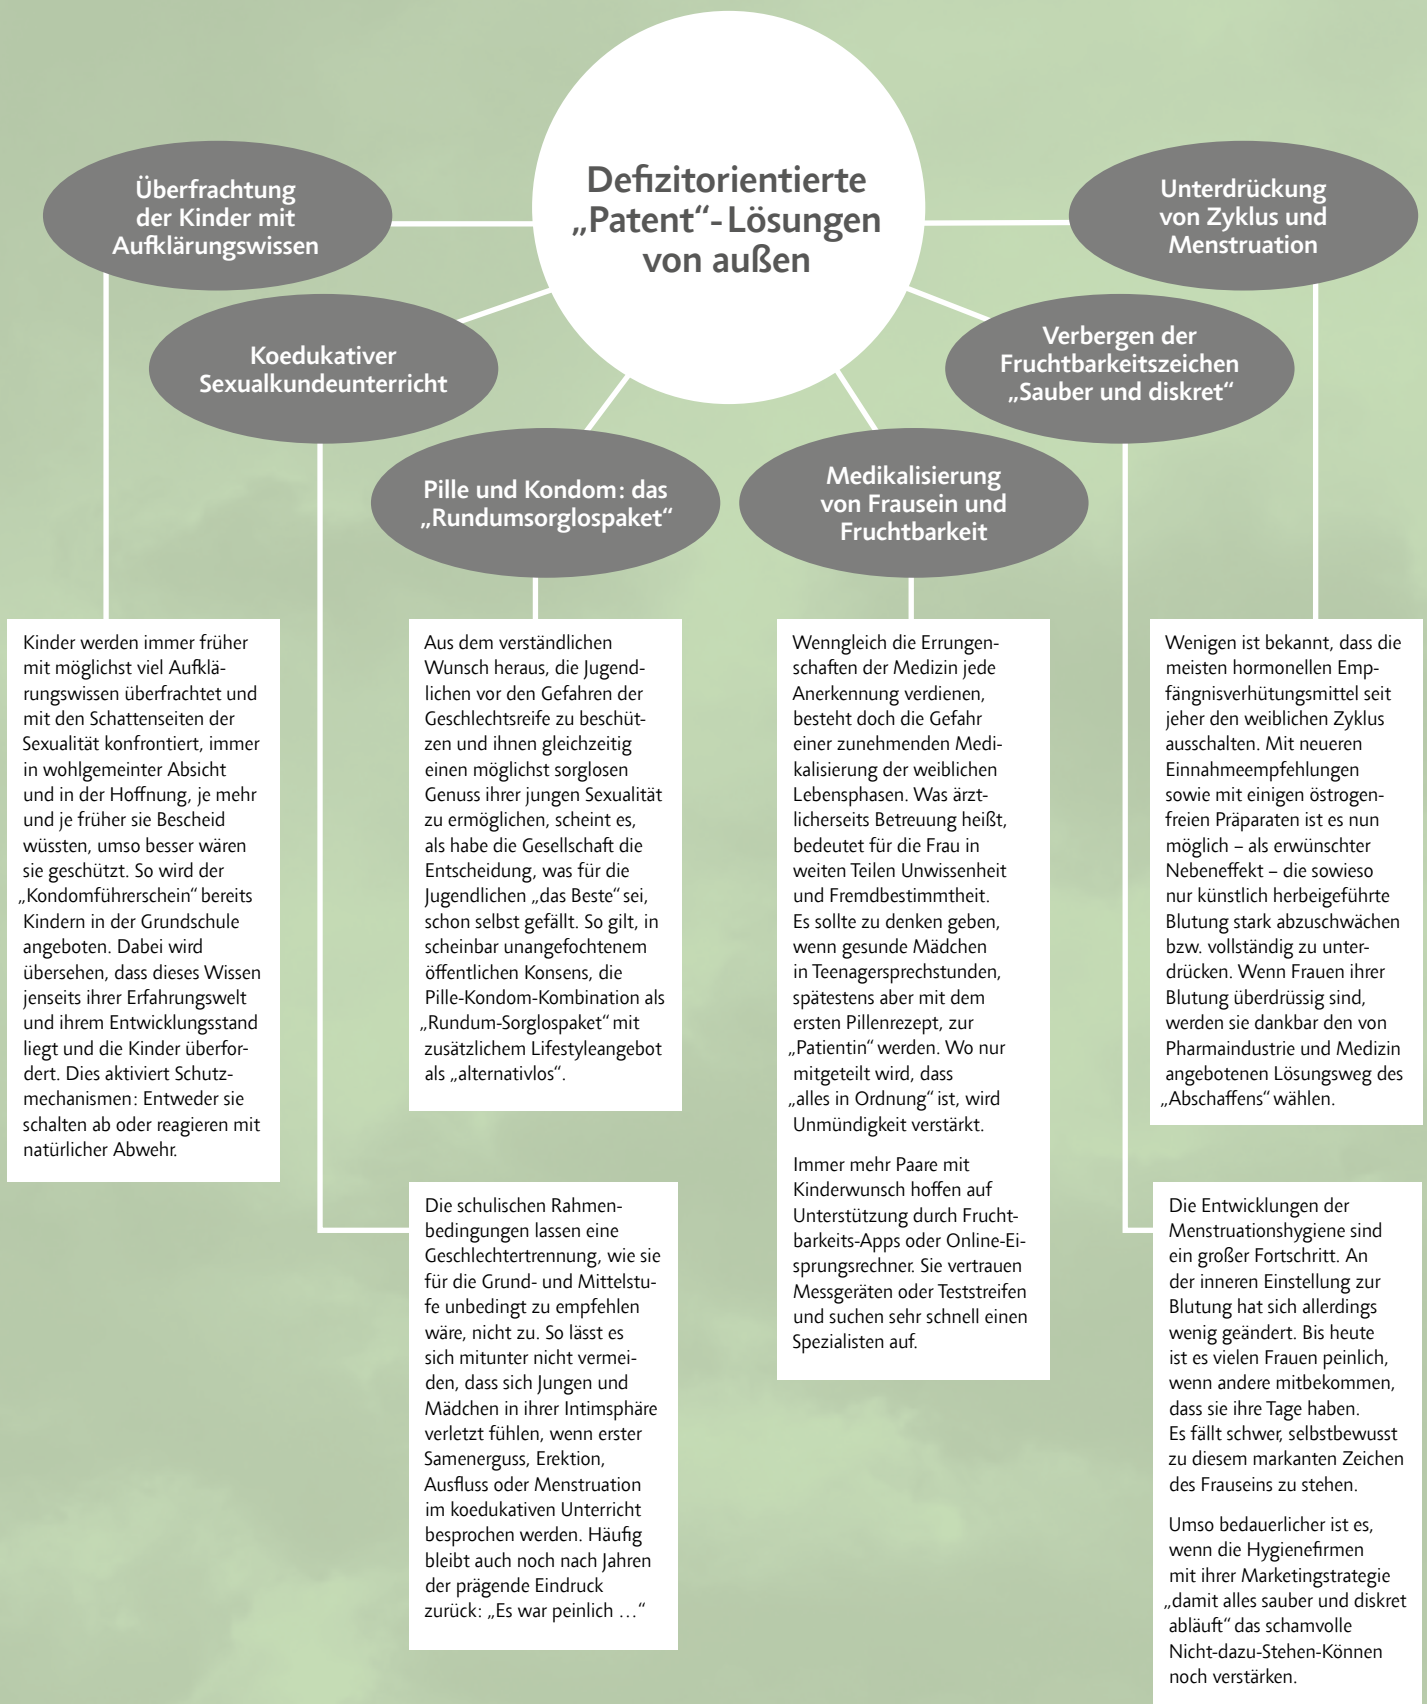 Defizitorientierte
„Patent“-Lösungen
von außen
Überfrachtung
der Kinder mit
Aufklärungswissen
Koedukativer
Sexualkundeunterricht
Pille und Kondom: das
„Rundumsorglospaket“
Medikalisierung
von Frausein und
Fruchtbarkeit
Verbergen der
Fruchtbarkeitszeichen
„Sauber und diskret“
Unterdrückung
von Zyklus und
Menstruation
Kinder werden immer früher
mit möglichst viel Aufklä-
rungswissen überfrachtet und
mit den Schattenseiten der
Sexualität konfrontiert, immer
in wohlgemeinter Absicht
und in der Hoffnung, je mehr
und je früher sie Bescheid
wüssten, umso besser wären
sie geschützt. So wird der
„Kondomführerschein“ bereits
Kindern in der Grundschule
angeboten. Dabei wird
übersehen, dass dieses Wissen
jenseits ihrer Erfahrungswelt
und ihrem Entwicklungsstand
liegt und die Kinder überfor-
dert. Dies aktiviert Schutz-
mechanismen: Entweder sie
schalten ab oder reagieren mit
natürlicher Abwehr.
Aus dem verständlichen
Wunsch heraus, die Jugend-
lichen vor den Gefahren der
Geschlechtsreife zu beschüt-
zen und ihnen gleichzeitig
einen möglichst sorglosen
Genuss ihrer jungen Sexualität
zu ermöglichen, scheint es,
als habe die Gesellschaft die
Entscheidung, was für die
Jugendlichen „das Beste“ sei,
schon selbst gefällt. So gilt, in
scheinbar unangefochtenem
öffentlichen Konsens, die
Pille-Kondom-Kombination als
„Rundum-Sorglospaket“ mit
zusätzlichem Lifestyleangebot
als „alternativlos“.
Die schulischen Rahmen-
bedingungen lassen eine
Geschlechtertrennung, wie sie
für die Grund- und Mittelstu-
fe unbedingt zu empfehlen
wäre, nicht zu. So lässt es
sich mitunter nicht vermei-
den, dass sich Jungen und
Mädchen in ihrer Intimsphäre
verletzt fühlen, wenn erster
Samenerguss, Erektion,
Ausfluss oder Menstruation
im koedukativen Unterricht
besprochen werden. Häufig
bleibt auch noch nach Jahren
der prägende Eindruck
zurück: „Es war peinlich …“
Wenngleich die Errungen-
schaften der Medizin jede
Anerkennung verdienen,
besteht doch die Gefahr
einer zunehmenden Medi-
kalisierung der weiblichen
Lebensphasen. Was ärzt-
licherseits Betreuung heißt,
bedeutet für die Frau in
weiten Teilen Unwissenheit
und Fremdbestimmtheit.
Es sollte zu denken geben,
wenn gesunde Mädchen
in Teenagersprechstunden,
spätestens aber mit dem
ersten Pillenrezept, zur
„Patientin“ werden. Wo nur
mitgeteilt wird, dass
„alles in Ordnung“ ist, wird
Unmündigkeit verstärkt.
Immer mehr Paare mit
Kinderwunsch hoffen auf
Unterstützung durch Frucht-
barkeits-Apps oder Online-Ei-
sprungsrechner. Sie vertrauen
Messgeräten oder Teststreifen
und suchen sehr schnell einen
Spezialisten auf.
Wenigen ist bekannt, dass die
meisten hormonellen Emp-
fängnisverhütungsmittel seit
jeher den weiblichen Zyklus
ausschalten. Mit neueren
Einnahmeempfehlungen
sowie mit einigen östrogen-
freien Präparaten ist es nun
möglich – als erwünschter
Nebeneffekt – die sowieso
nur künstlich herbeigeführte
Blutung stark abzuschwächen
bzw. vollständig zu unter-
drücken. Wenn Frauen ihrer
Blutung überdrüssig sind,
werden sie dankbar den von
Pharmaindustrie und Medizin
angebotenen Lösungsweg des
„Abschaffens“ wählen.
Die Entwicklungen der
Menstruationshygiene sind
ein großer Fortschritt. An
der inneren Einstellung zur
Blutung hat sich allerdings
wenig geändert. Bis heute
ist es vielen Frauen peinlich,
wenn andere mitbekommen,
dass sie ihre Tage haben.
Es fällt schwer, selbstbewusst
zu diesem markanten Zeichen
des Frauseins zu stehen.
Umso bedauerlicher ist es,
wenn die Hygienefirmen
mit ihrer Marketingstrategie
„damit alles sauber und diskret
abläuft“ das schamvolle
Nicht-dazu-Stehen-Können
noch verstärken.